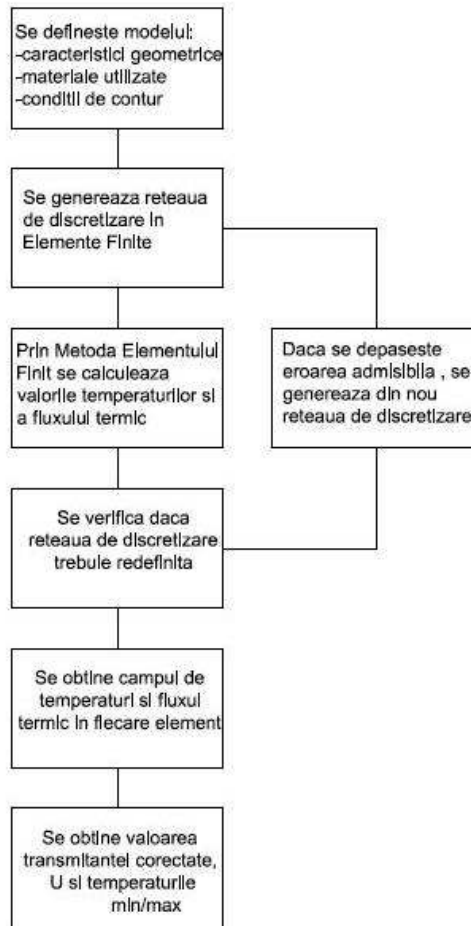 Se defineste modelul:
-caracteristici geometrice
-materiale utilizate
-conditii de contur
Se genereaza reteaua
de discretizare in
Elemente Finite
Prin Metoda Elementului
Finit se calculeaza
valorile temperaturilor si
a fluxului termic
Daca se depaseste
eroarea admisibila , se
genereaza din nou
reteaua de discretizare
Se verifica daca
reteaua de discretizare
trebuie redefinita
Se obtine campul de
temperaturi si fluxul
termic in fiecare element
Se obtine valoarea
transmitantei corectate,
U si temperaturile
min/max